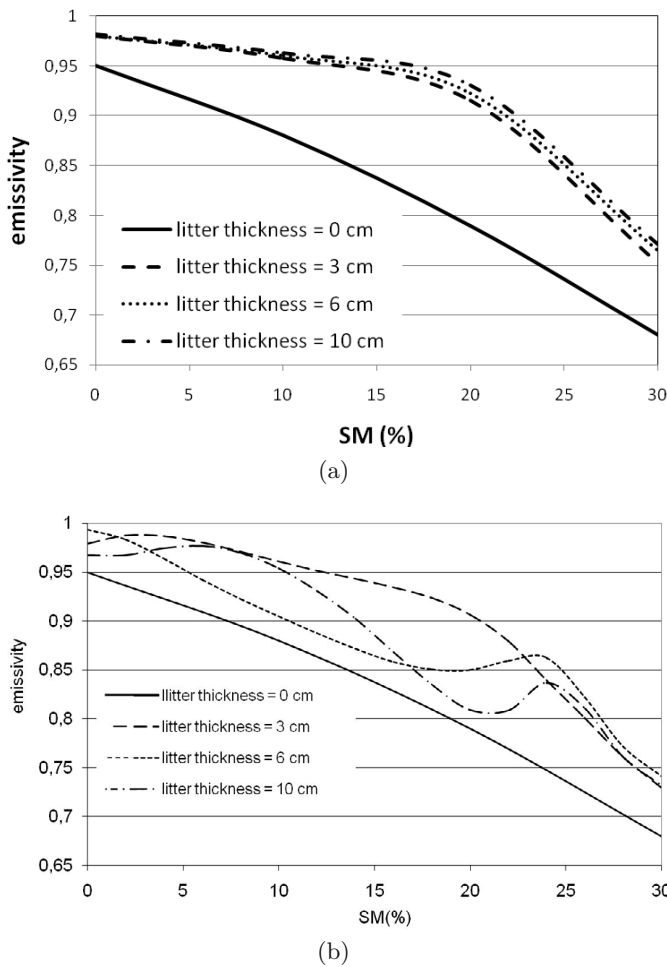 1
0,95
0,9
0,85
0,8
0,75
0,7
0,65
emissivity
litter thickness = 0 cm
litter thickness = 3 cm
litter thickness = 6 cm
litter thickness = 10 cm
0 5 10 15 20 25 30
SM (%)
(a)
1
0,95
0,9
0,85
0,8
0,75
0,7
0,65
emissivity
llitter thickness = 0 cm
litter thickness = 3 cm
litter thickness = 6 cm
litter thickness = 10 cm
0 5 10 15 20 25 30
SM(%)
(b)